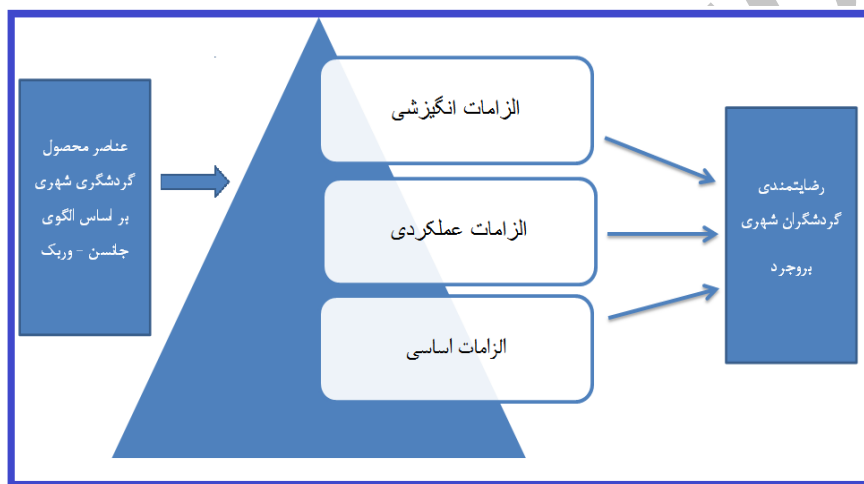 عناصر محصول
گردشگری شهری
بر اساس الگوی
جانسن - وربک
الزامات انگیزشی
الزامات عملکردی
الزامات اساسی
رضایتمندی
گردشگران شهری
بروجرد